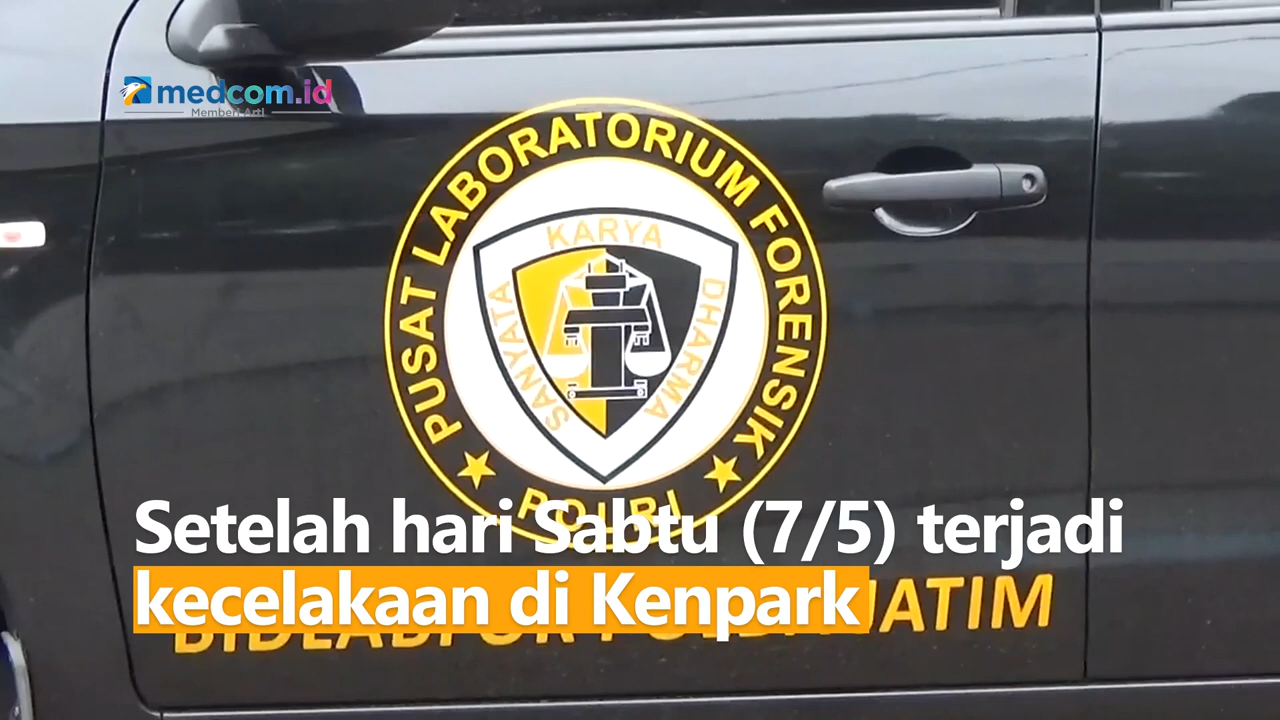 medcom.id
Memberi Arti
PUSAT LABORATORIUM FORENSIK
KARYA
SANYATA
DHARMA
POLRI
Setelah hari Sabtu (7/5) terjadi
kecelakaan di Kenpark
JATIM